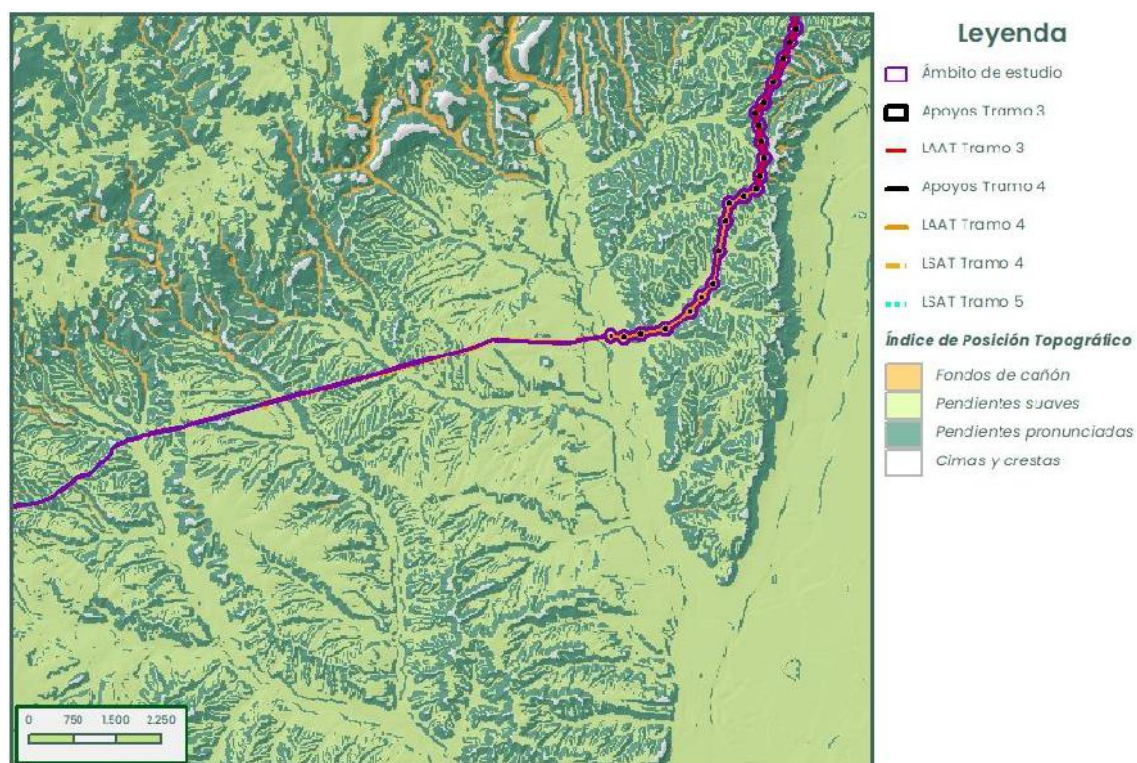 Leyenda
Ámbito de estudio
Apoyos Tramo 3
LAAT Tramo 3
Apoyos Tramo 4
LAAT Tramo 4
LSAT Tramo 4
LSAT Tramo 5
Índice de Posición Topográfico
Fondos de cañón
Pendientes suaves
Pendientes pronunciadas
Cimas y crestas
0 750 1.500 2.250